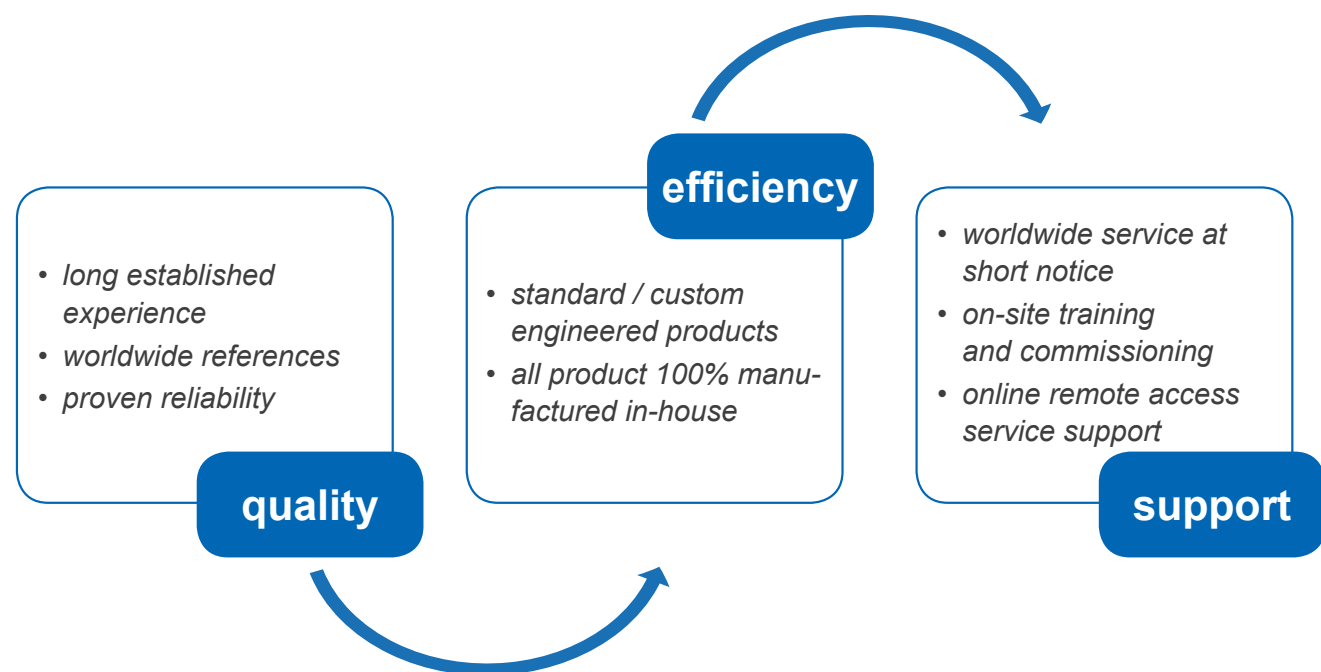 • long established
experience
• worldwide references
• proven reliability
quality
efficiency
• standard / custom
engineered products
• all product 100% manu-
factured in-house
• worldwide service at
short notice
• on-site training
and commissioning
• online remote access
service support
support